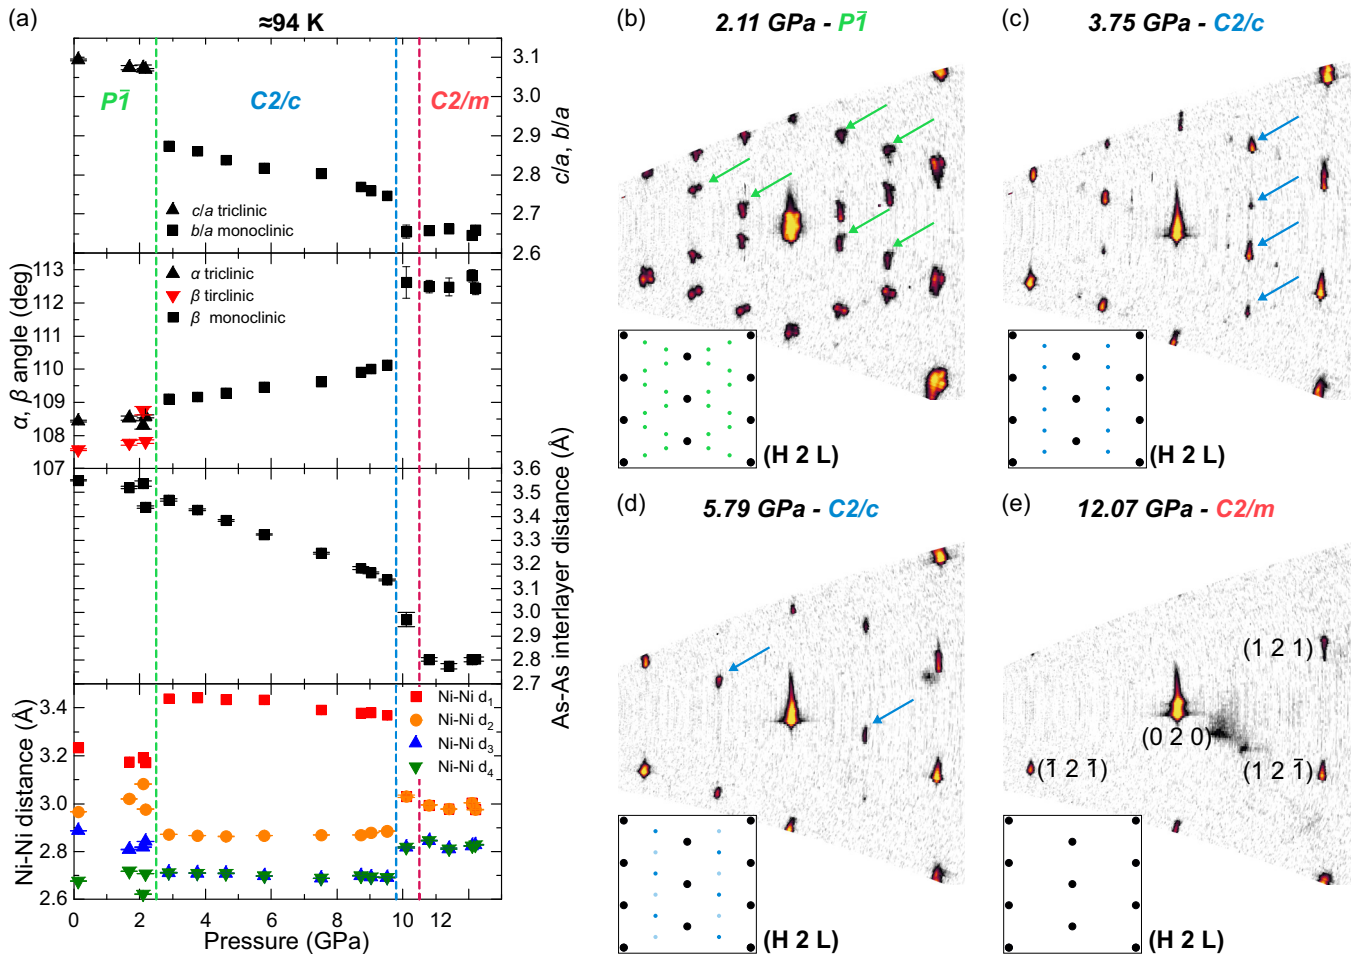 (a)
≈94 K
P1̄
C2/c
C2/m
c/a triclinic
b/a monoclinic
3.1
3.0
2.9
2.8
2.7
2.6
c/a, b/a
α triclinic
β tirclinic
β monoclinic
113
112
111
110
109
108
107
α, β angle (deg)
3.6
3.5
3.4
3.3
3.2
3.1
3.0
2.9
2.8
2.7
As-As interlayer distance (Å)
Ni-Ni d1
Ni-Ni d2
Ni-Ni d3
Ni-Ni d4
3.4
3.2
3.0
2.8
2.6
Ni-Ni distance (Å)
0 2 4 6 8 10 12
Pressure (GPa)
(b)
2.11 GPa - P1̄
(H 2 L)
(c)
3.75 GPa - C2/c
(H 2 L)
(d)
5.79 GPa - C2/c
(H 2 L)
(e)
12.07 GPa - C2/m
(1 2 1)
(0 2 0)
(1̄ 2 1̄)
(1 2 1̄)
(H 2 L)